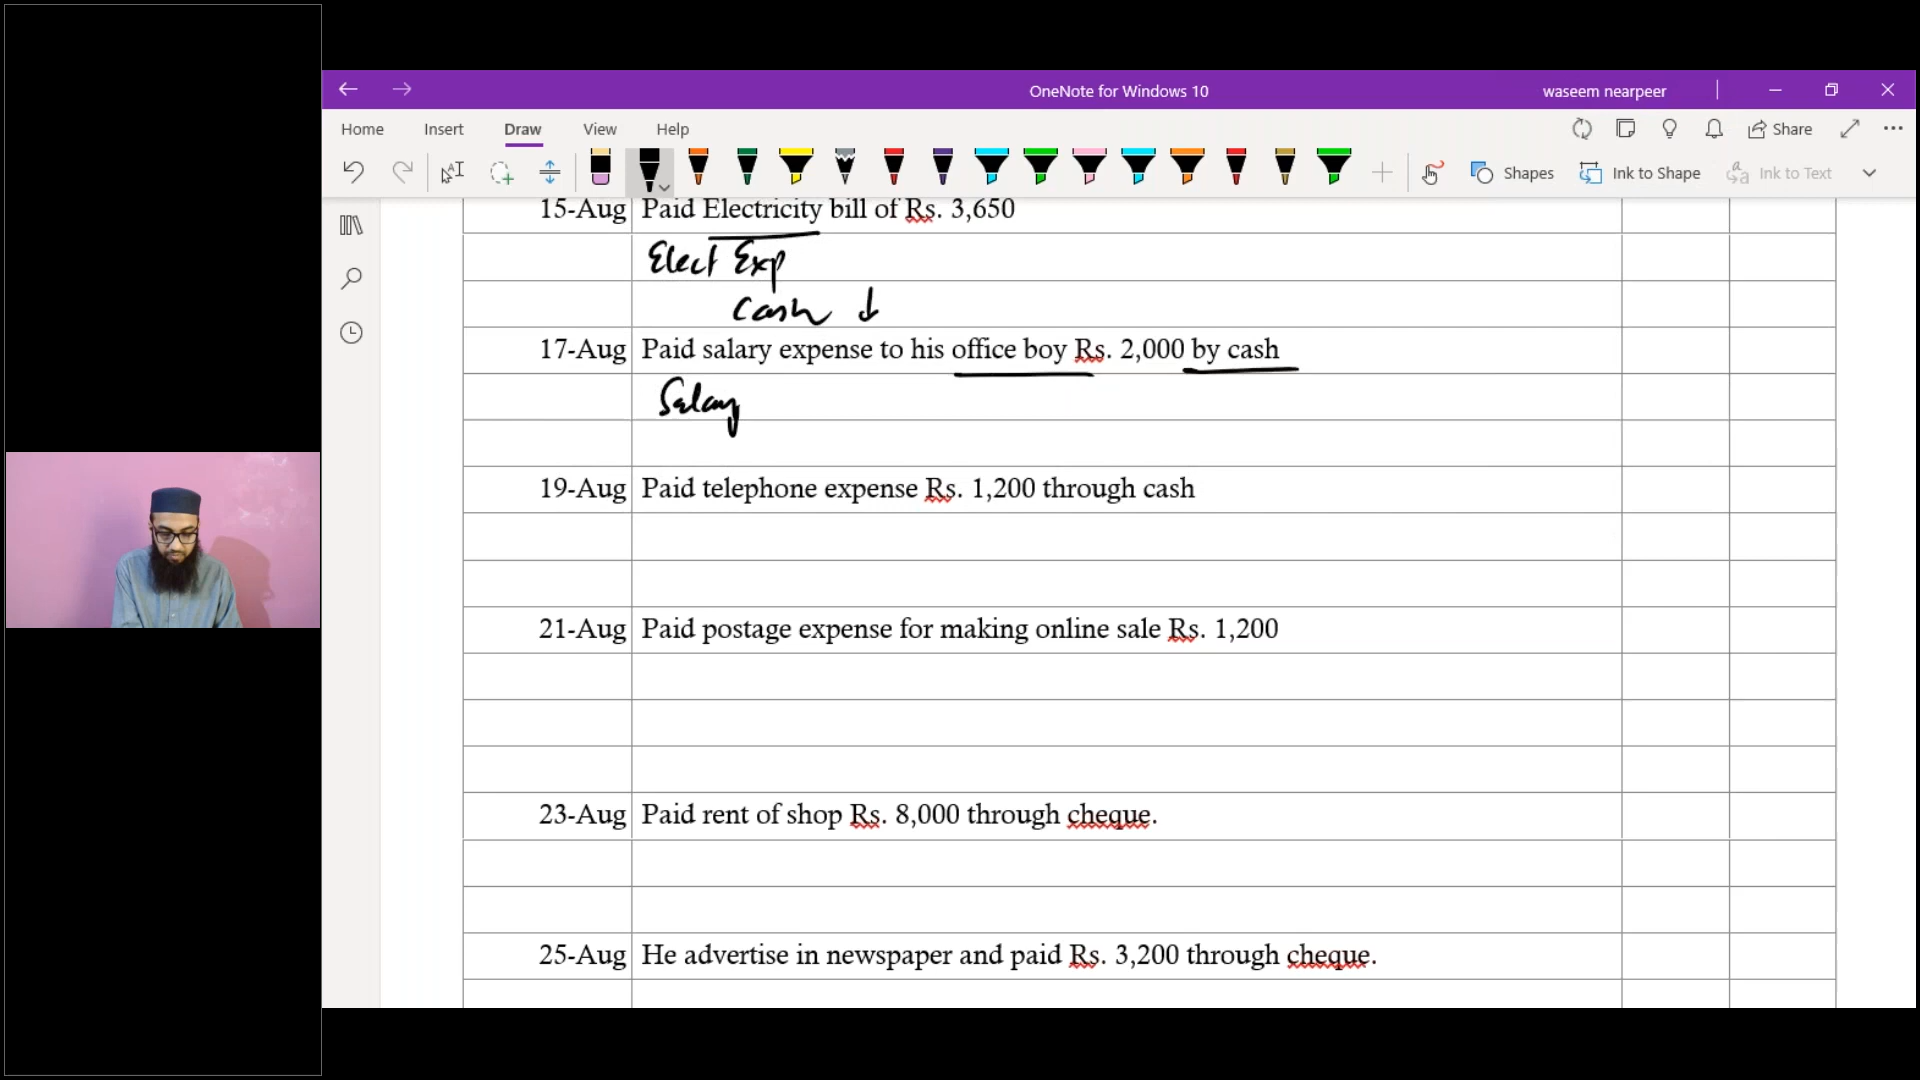 OneNote for Windows 10
waseem nearpeer
Home Insert Draw View Help
Share
Shapes
Ink to Shape
Ink to Text
15-Aug Paid Electricity bill of Rs. 3,650
Elect Exp
Cash ↓
17-Aug Paid salary expense to his office boy Rs. 2,000 by cash
Salary
19-Aug Paid telephone expense Rs. 1,200 through cash
21-Aug Paid postage expense for making online sale Rs. 1,200
23-Aug Paid rent of shop Rs. 8,000 through cheque.
25-Aug He advertise in newspaper and paid Rs. 3,200 through cheque.